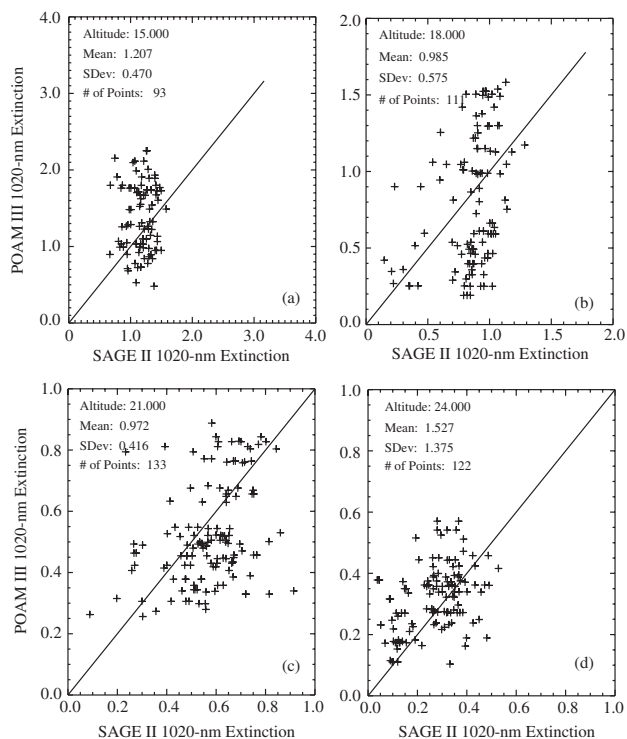 Altitude: 15.000
Mean: 1.207
SDev: 0.470
# of Points: 93
4.0
3.0
2.0
1.0
0.0
POAM III 1020-nm Extinction
(a)
0 1.0 2.0 3.0 4.0
SAGE II 1020-nm Extinction
Altitude: 18.000
Mean: 0.985
SDev: 0.575
# of Points: 111
2.0
1.5
1.0
0.5
0.0
(b)
0.0 0.5 1.0 1.5 2.0
SAGE II 1020-nm Extinction
Altitude: 21.000
Mean: 0.972
SDev: 0.416
# of Points: 133
1.0
0.8
0.6
0.4
0.2
0.0
POAM III 1020-nm Extinction
(c)
0.0 0.2 0.4 0.6 0.8 1.0
SAGE II 1020-nm Extinction
Altitude: 24.000
Mean: 1.527
SDev: 1.375
# of Points: 122
1.0
0.8
0.6
0.4
0.2
0.0
(d)
0.0 0.2 0.4 0.6 0.8 1.0
SAGE II 1020-nm Extinction